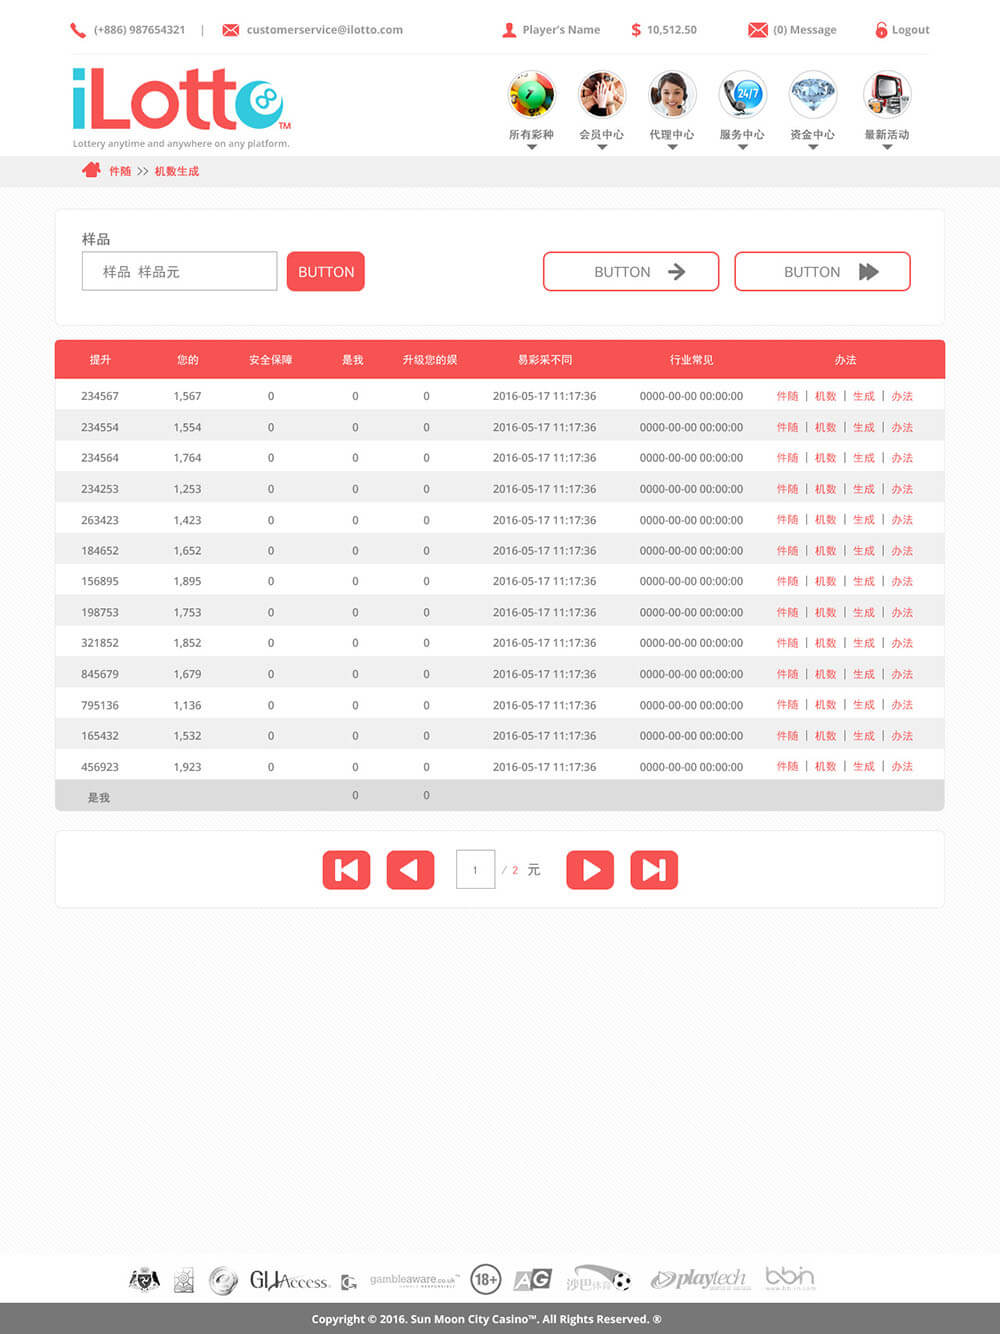 (+886) 987654321 | customerservice@ilotto.com Player's Name $ 10,512.50 (0) Message Logout
iLotto™
Lottery anytime and anywhere on any platform.
24/7
所有彩种 会员中心 代理中心 服务中心 资金中心 最新活动
件随 >> 机数生成
样品
样品 样品元 BUTTON BUTTON BUTTON
提升 您的 安全保障 是我 升级您的娱 易彩采不同 行业常见 办法
234567 1,567 0 0 0 2016-05-17 11:17:36 0000-00-00 00:00:00 件随 | 机数 | 生成 | 办法
234554 1,554 0 0 0 2016-05-17 11:17:36 0000-00-00 00:00:00 件随 | 机数 | 生成 | 办法
234564 1,764 0 0 0 2016-05-17 11:17:36 0000-00-00 00:00:00 件随 | 机数 | 生成 | 办法
234253 1,253 0 0 0 2016-05-17 11:17:36 0000-00-00 00:00:00 件随 | 机数 | 生成 | 办法
263423 1,423 0 0 0 2016-05-17 11:17:36 0000-00-00 00:00:00 件随 | 机数 | 生成 | 办法
184652 1,652 0 0 0 2016-05-17 11:17:36 0000-00-00 00:00:00 件随 | 机数 | 生成 | 办法
156895 1,895 0 0 0 2016-05-17 11:17:36 0000-00-00 00:00:00 件随 | 机数 | 生成 | 办法
198753 1,753 0 0 0 2016-05-17 11:17:36 0000-00-00 00:00:00 件随 | 机数 | 生成 | 办法
321852 1,852 0 0 0 2016-05-17 11:17:36 0000-00-00 00:00:00 件随 | 机数 | 生成 | 办法
845679 1,679 0 0 0 2016-05-17 11:17:36 0000-00-00 00:00:00 件随 | 机数 | 生成 | 办法
795136 1,136 0 0 0 2016-05-17 11:17:36 0000-00-00 00:00:00 件随 | 机数 | 生成 | 办法
165432 1,532 0 0 0 2016-05-17 11:17:36 0000-00-00 00:00:00 件随 | 机数 | 生成 | 办法
456923 1,923 0 0 0 2016-05-17 11:17:36 0000-00-00 00:00:00 件随 | 机数 | 生成 | 办法
是我 0 0
1 / 2 元
GLIAccess GC gambleaware.co.uk™ 18+ AG 沙巴体育 playtech bbin
Copyright © 2016. Sun Moon City Casino™. All Rights Reserved. ®